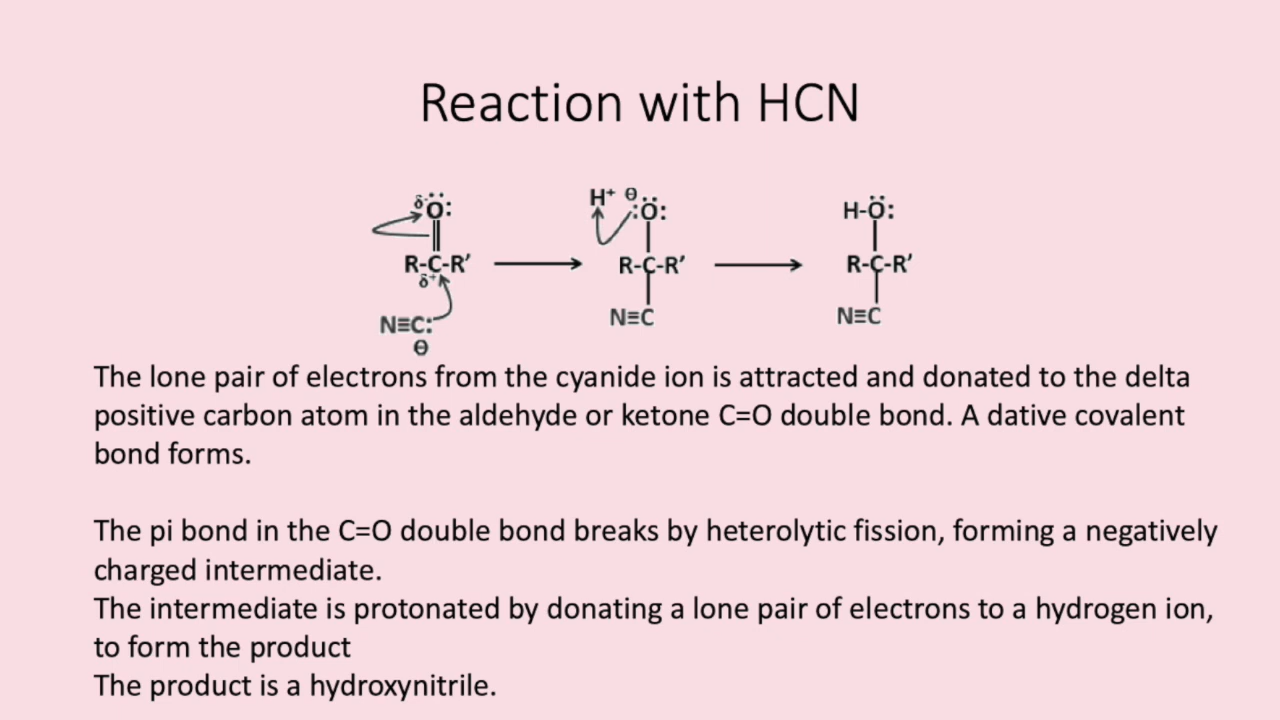 Reaction with HCN
δ- Ö: H⁺ ⊖ :Ö: H-Ö:
R-C-R’ R-C-R’ R-C-R’
δ⁺
N≡C: N≡C N≡C
⊖
The lone pair of electrons from the cyanide ion is attracted and donated to the delta
positive carbon atom in the aldehyde or ketone C=O double bond. A dative covalent
bond forms.
The pi bond in the C=O double bond breaks by heterolytic fission, forming a negatively
charged intermediate.
The intermediate is protonated by donating a lone pair of electrons to a hydrogen ion,
to form the product
The product is a hydroxynitrile.